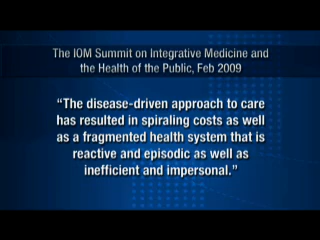 The IOM Summit on Integrative Medicine and
the Health of the Public, Feb 2009
“The disease-driven approach to care
has resulted in spiraling costs as well
as a fragmented health system that is
reactive and episodic as well as
inefficient and impersonal.”